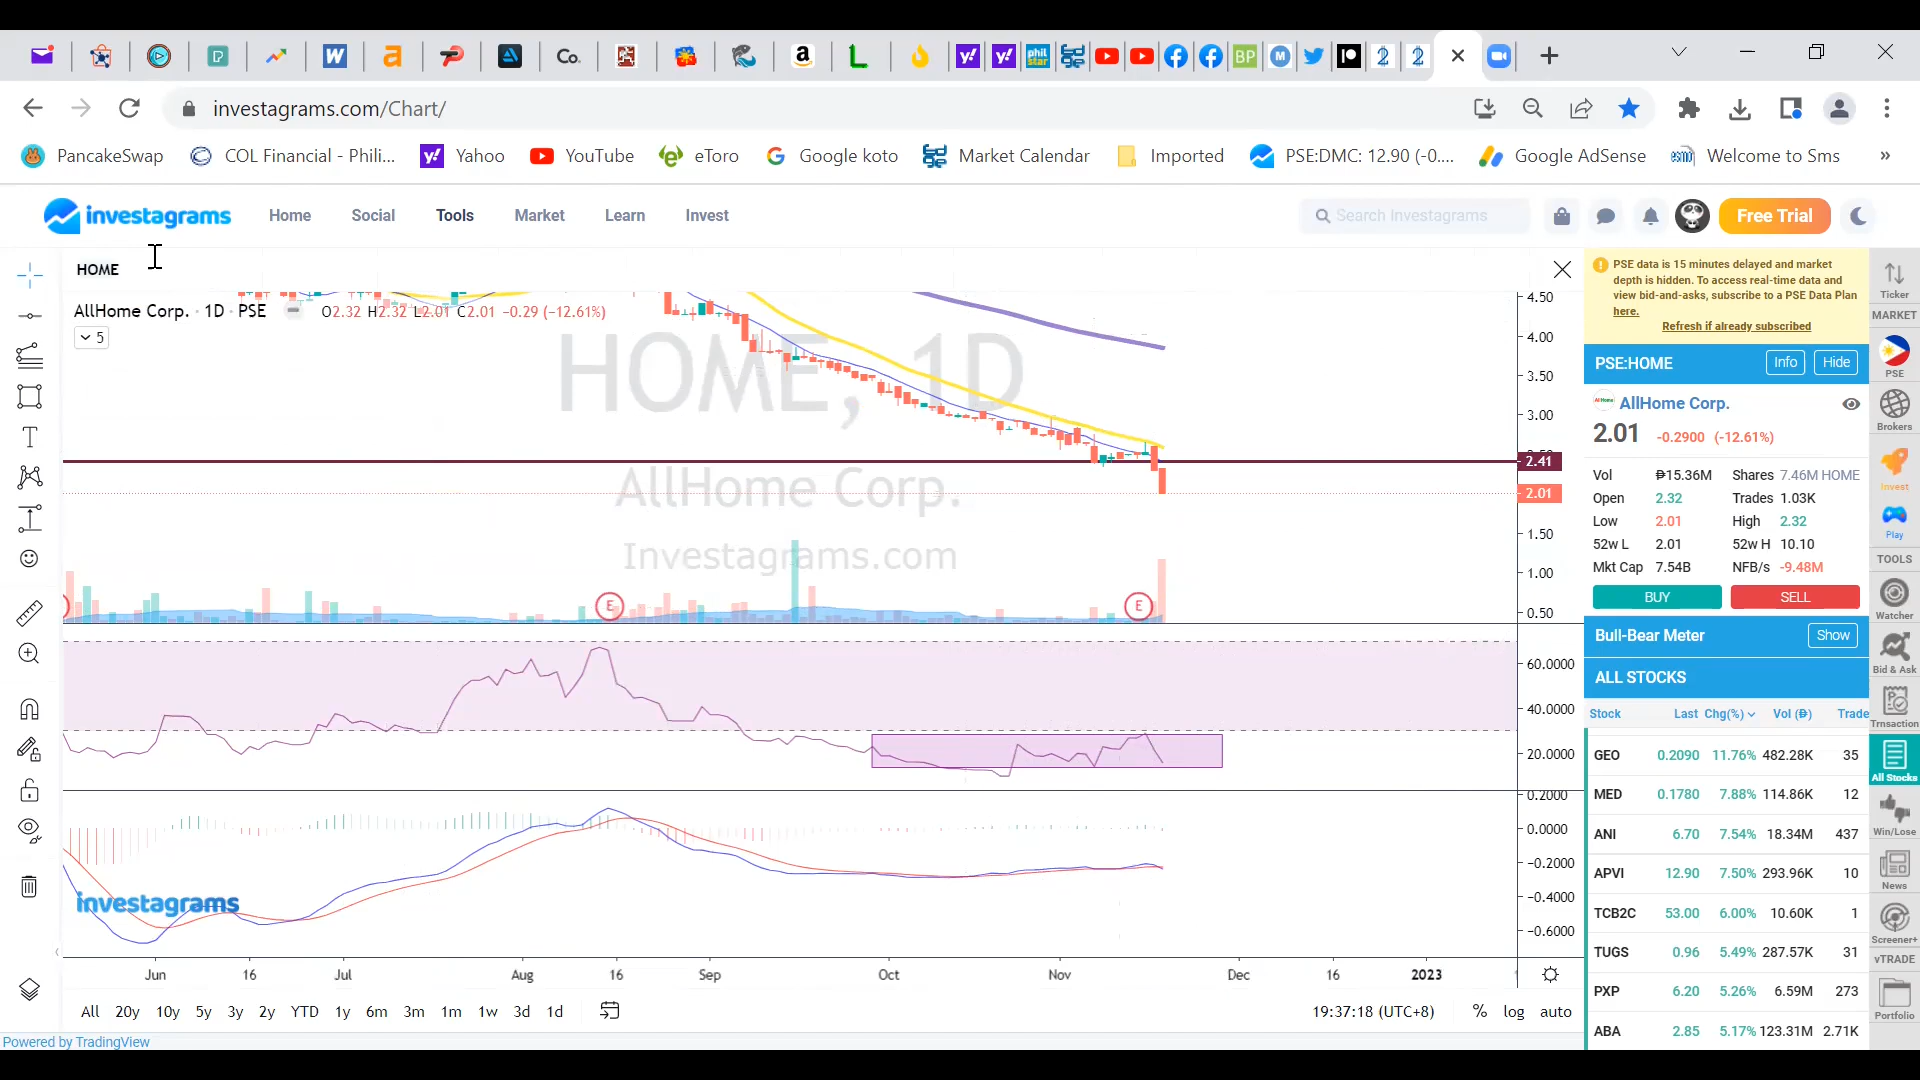 Co.
a
L
phil
star
BP
M
2
2
investagrams.com/Chart/
PancakeSwap
COL Financial - Phili...
Yahoo
YouTube
eToro
Google koto
Market Calendar
Imported
PSE:DMC: 12.90 (-0....
Google AdSense
Welcome to Sms
»
investagrams
Home
Social
Tools
Market
Learn
Invest
Search Investagrams
Free Trial
HOME
AllHome Corp. · 1D · PSE
O2.32 H2.32 L2.01 C2.01 −0.29 (−12.61%)
5
HOME, 1D
AllHome Corp.
Investagrams.com
4.50
4.00
3.50
3.00
2.41
2.01
1.50
1.00
0.50
E
E
60.0000
40.0000
20.0000
0.2000
0.0000
−0.2000
−0.4000
−0.6000
investagrams
Jun
16
Jul
Aug
16
Sep
Oct
Nov
Dec
16
2023
All 20y 10y 5y 3y 2y YTD 1y 6m 3m 1m 1w 3d 1d
19:37:18 (UTC+8)
% log auto
Powered by TradingView
PSE data is 15 minutes delayed and market
depth is hidden. To access real-time data and
view bid-and-asks, subscribe to a PSE Data Plan
here.
Refresh if already subscribed
PSE:HOME
Info
Hide
AllHome Corp.
2.01 -0.2900 (-12.61%)
Vol ₱15.36M Shares 7.46M HOME
Open 2.32 Trades 1.03K
Low 2.01 High 2.32
52w L 2.01 52w H 10.10
Mkt Cap 7.54B NFB/s -9.48M
BUY
SELL
Bull-Bear Meter
Show
ALL STOCKS
Stock Last Chg(%) Vol (₱) Trade
GEO 0.2090 11.76% 482.28K 35
MED 0.1780 7.88% 114.86K 12
ANI 6.70 7.54% 18.34M 437
APVI 12.90 7.50% 293.96K 10
TCB2C 53.00 6.00% 10.60K 1
TUGS 0.96 5.49% 287.57K 31
PXP 6.20 5.26% 6.59M 273
ABA 2.85 5.17% 123.31M 2.71K
Ticker
MARKET
PSE
Brokers
Invest
Play
TOOLS
Watcher
Bid & Ask
Trnsaction
All Stocks
Win/Lose
News
Screener+
vTRADE
Portfolio